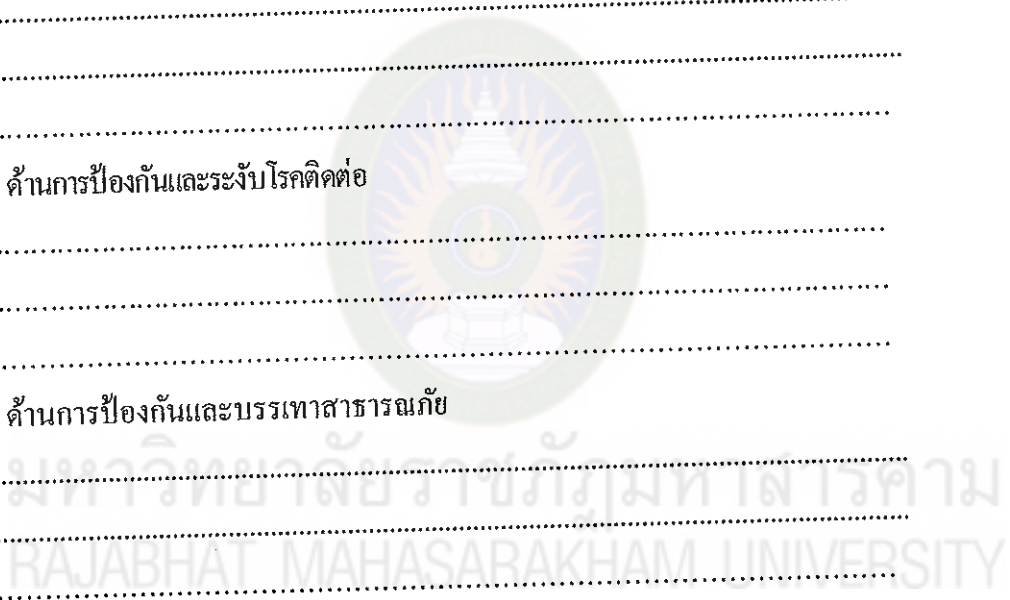 ด้านการป้องกันและระงับโรคติดต่อ
ด้านการป้องกันและบรรเทาสาธารณภัย
มหาวิทยาลัยราชภัฏมหาสารคาม
RAJABHAT MAHASARAKHAM UNIVERSITY